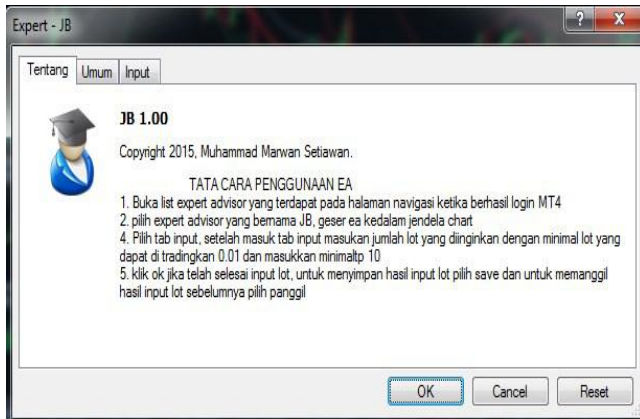 Expert - JB
Tentang Umum Input
JB 1.00
Copyright 2015, Muhammad Marwan Setiawan.
TATA CARA PENGGUNAAN EA
1. Buka list expert advisor yang terdapat pada halaman navigasi ketika berhasil login MT4
2. pilih expert advisor yang bernama JB, geser ea kedalam jendela chart
4. Pilih tab input, setelah masuk tab input masukan jumlah lot yang diinginkan dengan minimal lot yang
dapat di tradingkan 0.01 dan masukkan minimaltp 10
5. klik ok jika telah selesai input lot, untuk menyimpan hasil input lot pilih save dan untuk memanggil
hasil input lot sebelumnya pilih panggil
OK Cancel Reset